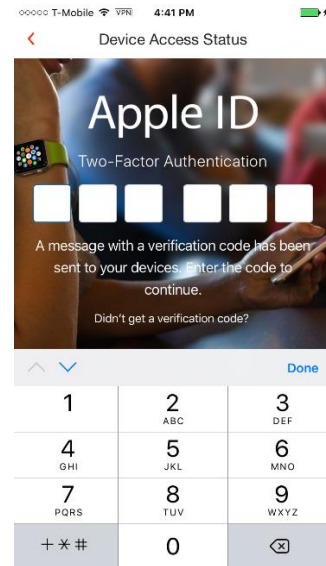 ooooo T-Mobile VPN 4:41 PM
Device Access Status
Apple ID
Two-Factor Authentication
A message with a verification code has been
sent to your devices. Enter the code to
continue.
Didn't get a verification code?
Done
1
2
ABC
3
DEF
4
GHI
5
JKL
6
MNO
7
PQRS
8
TUV
9
WXYZ
+*#
0